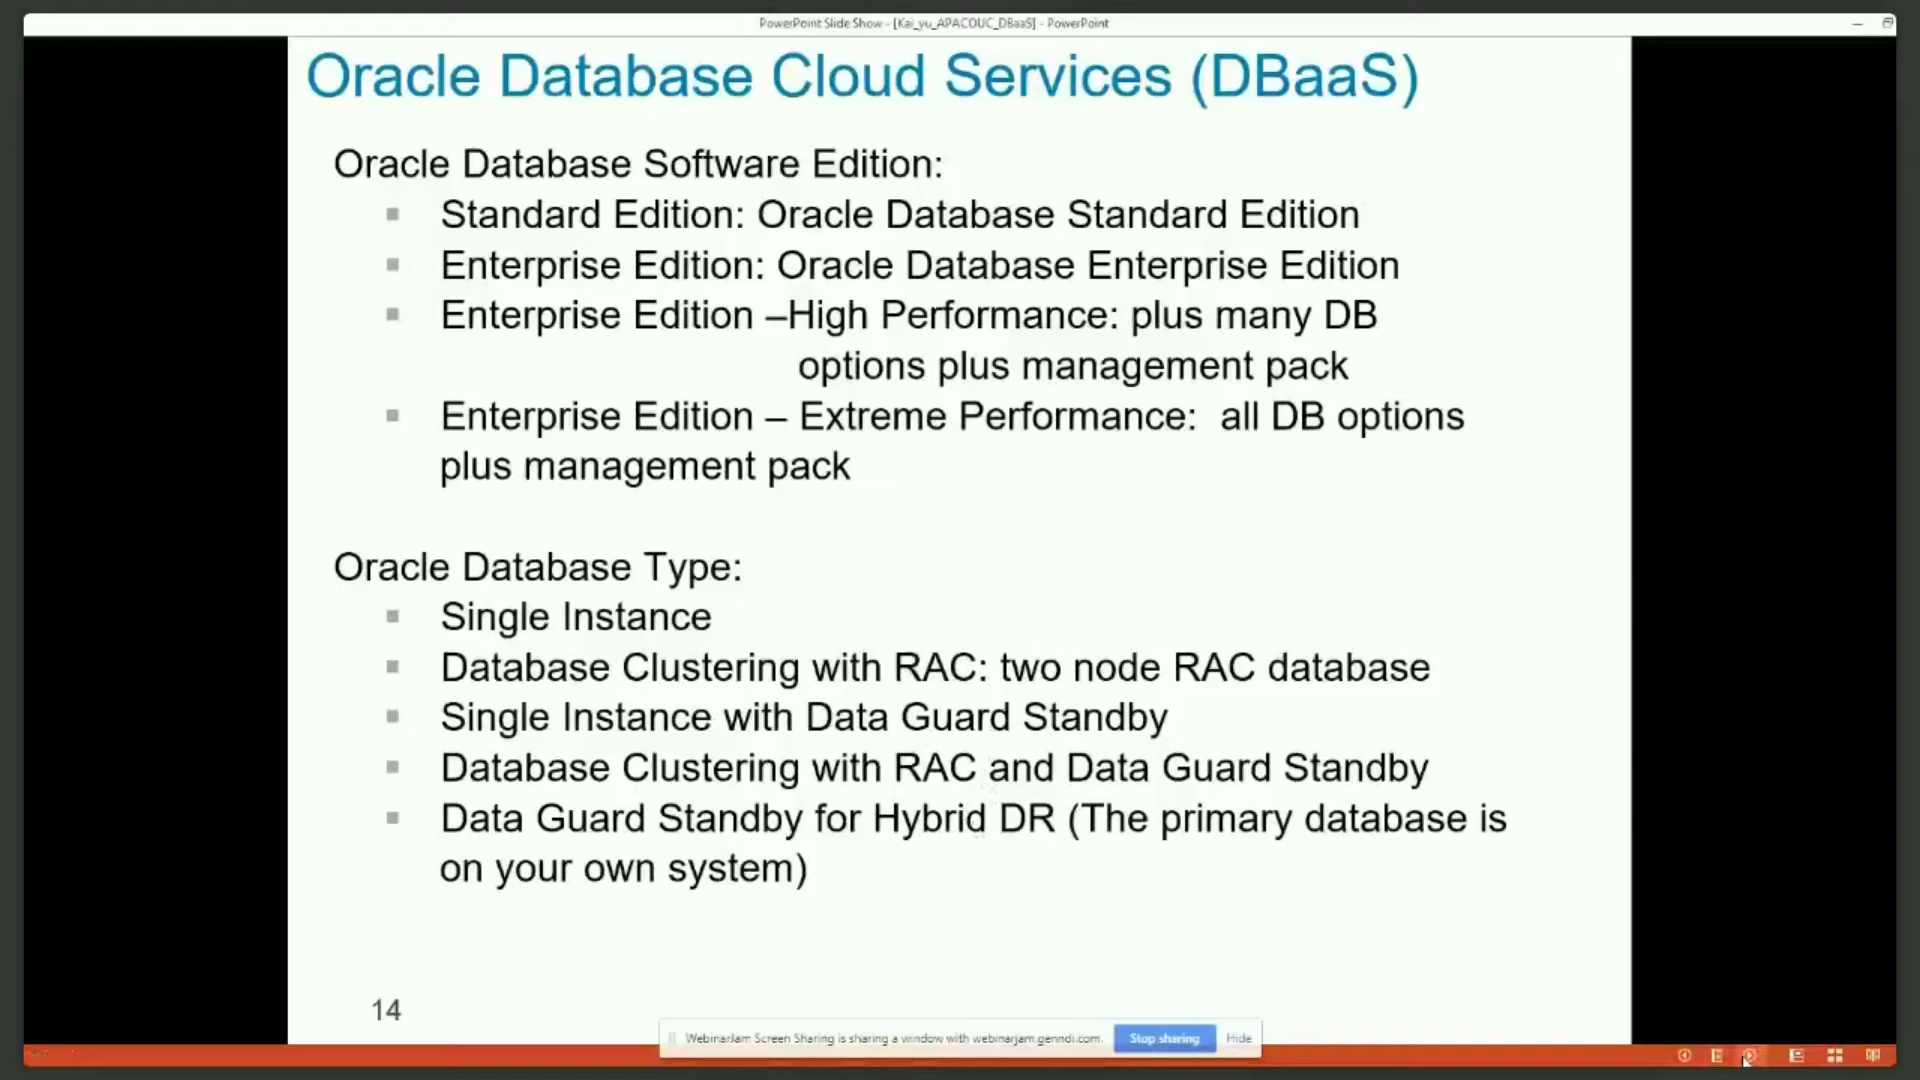 PowerPoint Slide Show - [Kai_yu_APACOUC_DBaaS] - PowerPoint
Oracle Database Cloud Services (DBaaS)
Oracle Database Software Edition:
Standard Edition: Oracle Database Standard Edition
Enterprise Edition: Oracle Database Enterprise Edition
Enterprise Edition –High Performance: plus many DB
options plus management pack
Enterprise Edition – Extreme Performance: all DB options
plus management pack
Oracle Database Type:
Single Instance
Database Clustering with RAC: two node RAC database
Single Instance with Data Guard Standby
Database Clustering with RAC and Data Guard Standby
Data Guard Standby for Hybrid DR (The primary database is
on your own system)
14
WebinarJam Screen Sharing is sharing a window with webinarjam.genndi.com. Stop sharing Hide